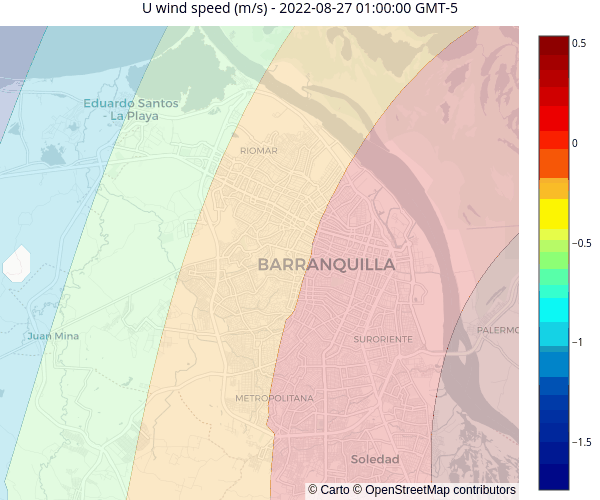 U wind speed (m/s) - 2022-08-27 01:00:00 GMT-5
0.5
Eduardo Santos
- La Playa
0
RIOMAR
−0.5
BARRANQUILLA
PALERMO
Juan Mina
SURORIENTE
−1
METROPOLITANA
−1.5
Soledad
© Carto © OpenStreetMap contributors